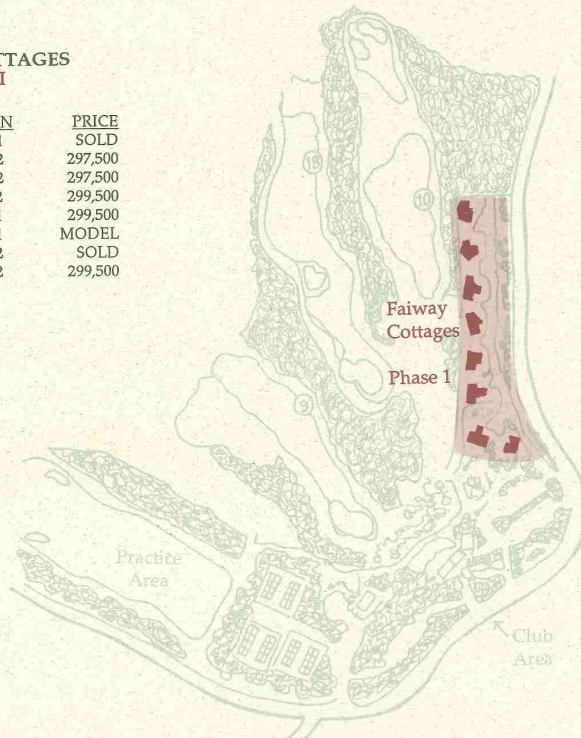 TTAGES
I
N PRICE
1 SOLD
2 297,500
2 297,500
2 299,500
1 299,500
1 MODEL
2 SOLD
2 299,500
18
10
Faiway
Cottages
Phase 1
9
Practice
Area
Club
Area